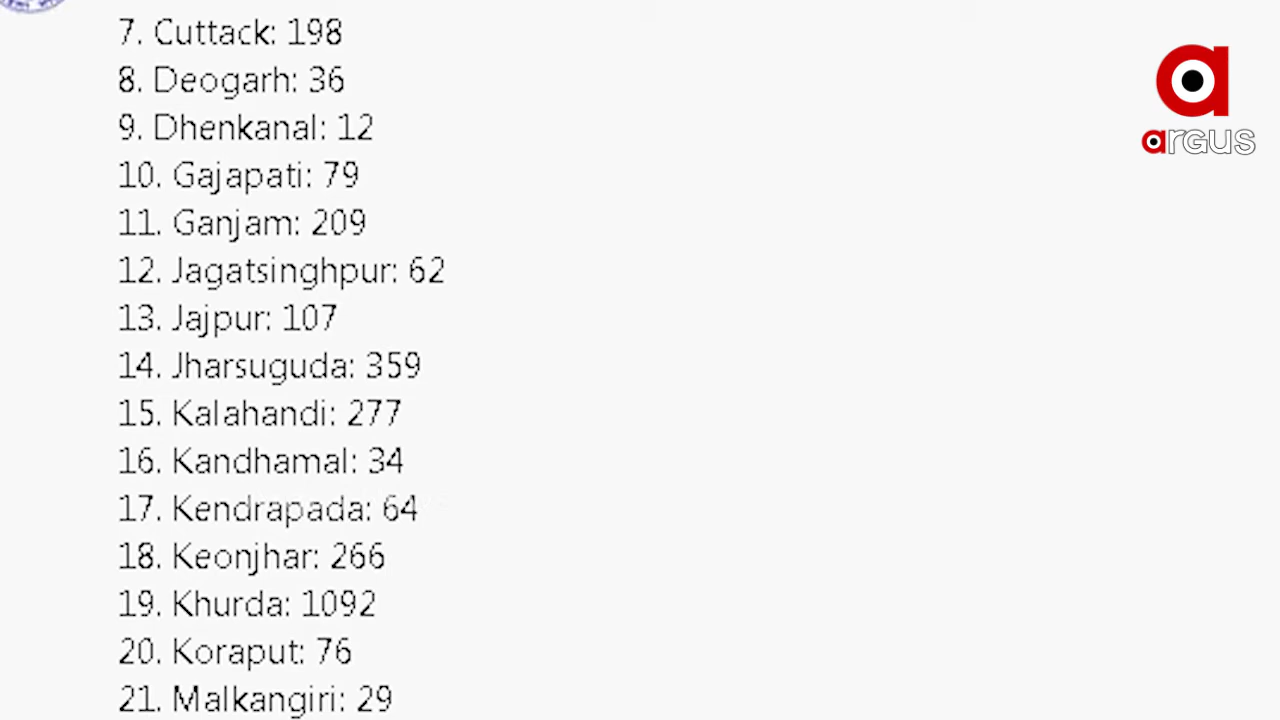 7. Cuttack: 198
8. Deogarh: 36
9. Dhenkanal: 12
10. Gajapati: 79
11. Ganjam: 209
12. Jagatsinghpur: 62
13. Jajpur: 107
14. Jharsuguda: 359
15. Kalahandi: 277
16. Kandhamal: 34
17. Kendrapada: 64
18. Keonjhar: 266
19. Khurda: 1092
20. Koraput: 76
21. Malkangiri: 29
a
argus